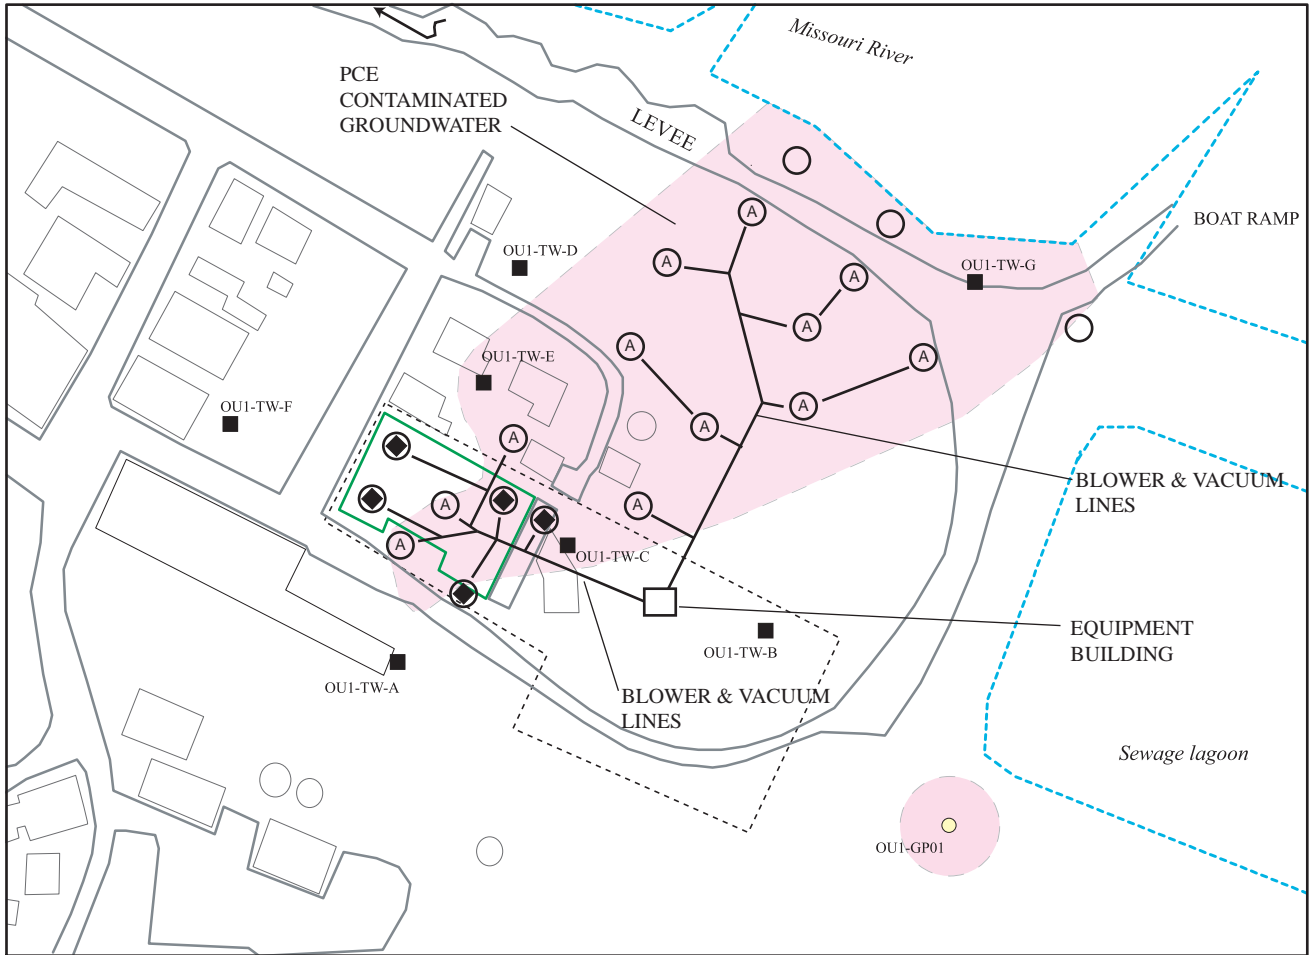 Missouri River
PCE
CONTAMINATED
GROUNDWATER
LEVEE
BOAT RAMP
A
OU1-TW-D
A
OU1-TW-G
A
A
A
OU1-TW-E
A
A
OU1-TW-F
A
A
BLOWER & VACUUM
LINES
A
A
A
OU1-TW-C
EQUIPMENT
BUILDING
OU1-TW-B
OU1-TW-A
BLOWER & VACUUM
LINES
Sewage lagoon
OU1-GP01